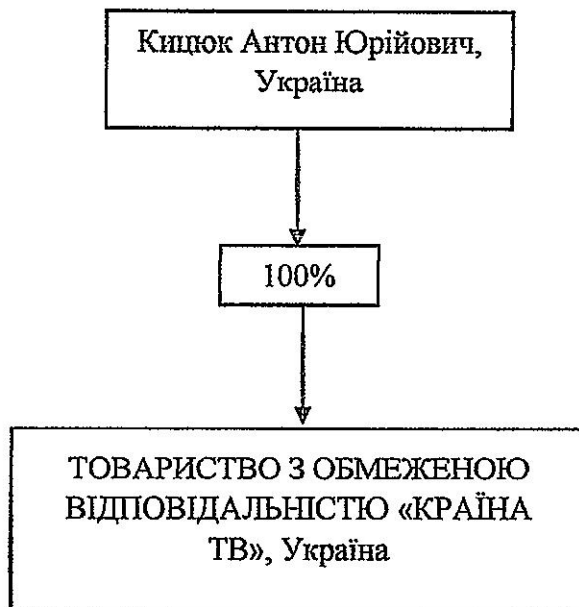 Кицюк Антон Юрійович,
Україна
100%
ТОВАРИСТВО З ОБМЕЖЕНОЮ
ВІДПОВІДАЛЬНІСТЮ «КРАЇНА
ТВ», Україна